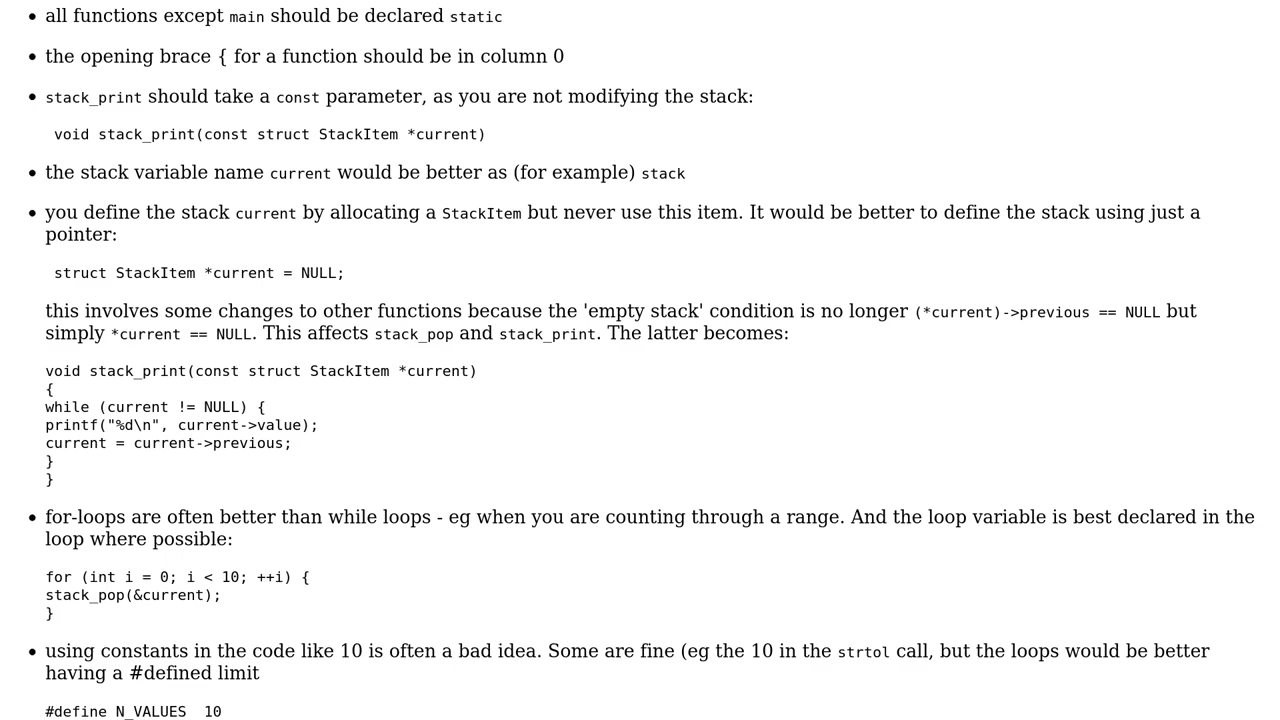 • all functions except main should be declared static
• the opening brace { for a function should be in column 0
• stack_print should take a const parameter, as you are not modifying the stack:
void stack_print(const struct StackItem *current)
• the stack variable name current would be better as (for example) stack
• you define the stack current by allocating a StackItem but never use this item. It would be better to define the stack using just a
pointer:
struct StackItem *current = NULL;
this involves some changes to other functions because the 'empty stack' condition is no longer (*current)->previous == NULL but
simply *current == NULL. This affects stack_pop and stack_print. The latter becomes:
void stack_print(const struct StackItem *current)
{
while (current != NULL) {
printf("%d\n", current->value);
current = current->previous;
}
}
• for-loops are often better than while loops - eg when you are counting through a range. And the loop variable is best declared in the
loop where possible:
for (int i = 0; i < 10; ++i) {
stack_pop(&current);
}
• using constants in the code like 10 is often a bad idea. Some are fine (eg the 10 in the strtol call, but the loops would be better
having a #defined limit
#define N_VALUES  10